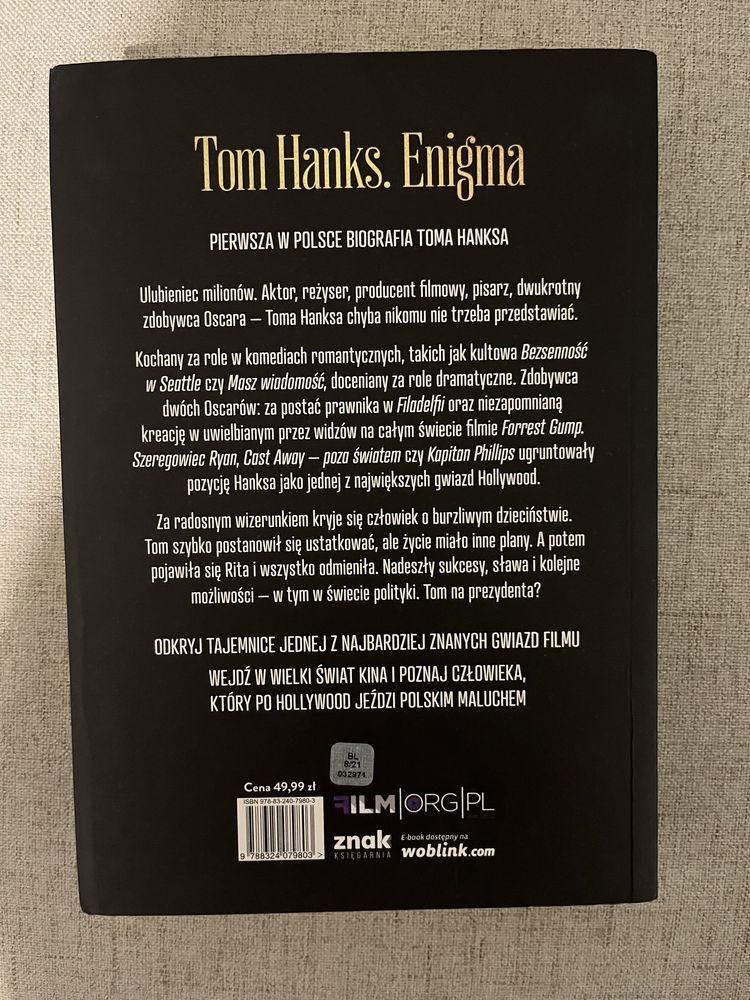 Tom Hanks. Enigma
PIERWSZA W POLSCE BIOGRAFIA TOMA HANKSA
Ulubieniec milionów. Aktor, reżyser, producent filmowy, pisarz, dwukrotny
zdobywca Oscara — Toma Hanksa chyba nikomu nie trzeba przedstawiać.
Kochany za role w komediach romantycznych, takich jak kultowa Bezsenność
w Seattle czy Masz wiadomość, doceniany za role dramatyczne. Zdobywca
dwóch Oscarów: za postać prawnika w Filadelfii oraz niezapomnianą
kreację w uwielbianym przez widzów na całym świecie filmie Forrest Gump.
Szeregowiec Ryan, Cast Away — poza światem czy Kapitan Phillips ugruntowały
pozycję Hanksa jako jednej z największych gwiazd Hollywood.
Za radosnym wizerunkiem kryje się człowiek o burzliwym dzieciństwie.
Tom szybko postanowił się ustatkować, ale życie miało inne plany. A potem
pojawiła się Rita i wszystko odmieniła. Nadeszły sukcesy, sława i kolejne
możliwości — w tym w świecie polityki. Tom na prezydenta?
ODKRYJ TAJEMNICE JEDNEJ Z NAJBARDZIEJ ZNANYCH GWIAZD FILMU
WEJDŹ W WIELKI ŚWIAT KINA I POZNAJ CZŁOWIEKA,
KTÓRY PO HOLLYWOOD JEŹDZI POLSKIM MALUCHEM
BL
8/21
032971
Cena 49,99 zł
ISBN 978-83-240-7980-3
9 788324 079803 >
FILM|ORG|PL
znak
KSIĘGARNIA
E-book dostępny na
woblink.com